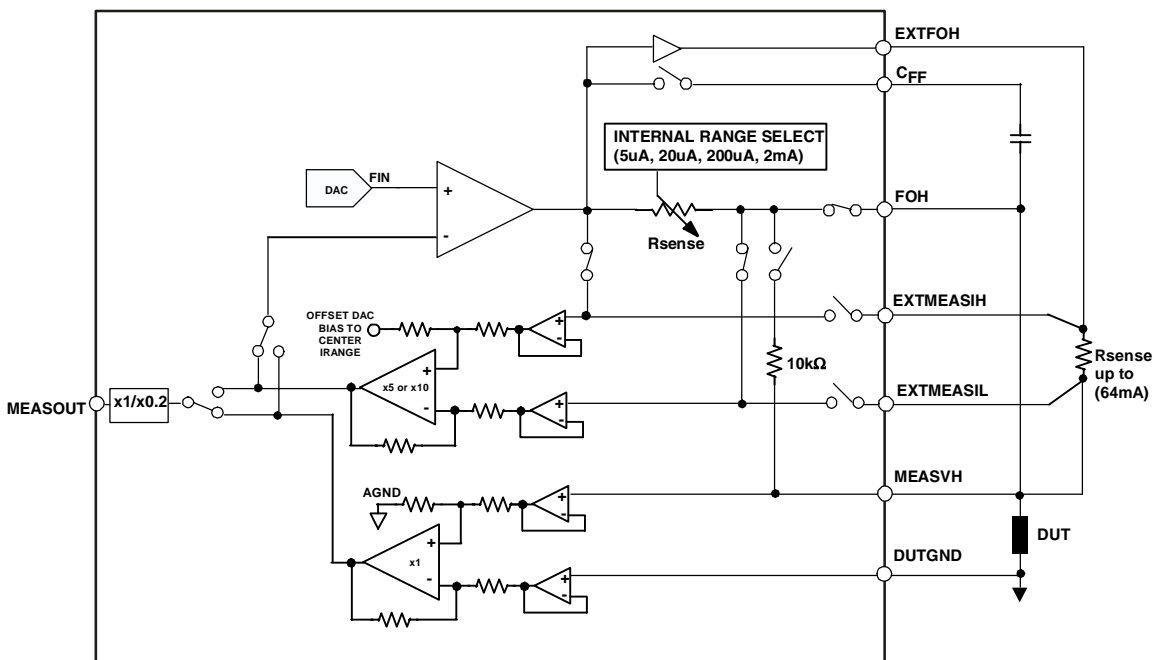 EXTFOH
CFF
INTERNAL RANGE SELECT
(5uA, 20uA, 200uA, 2mA)
DAC
FIN
+
-
FOH
Rsense
OFFSET DAC
BIAS TO
CENTER
IRANGE
+
-
EXTMEASIH
+
x5 or x10
-
10kΩ
Rsense
up to
(64mA)
MEASOUT
x1/x0.2
+
-
EXTMEASIL
AGND
+
-
MEASVH
+
x1
-
DUT
+
-
DUTGND